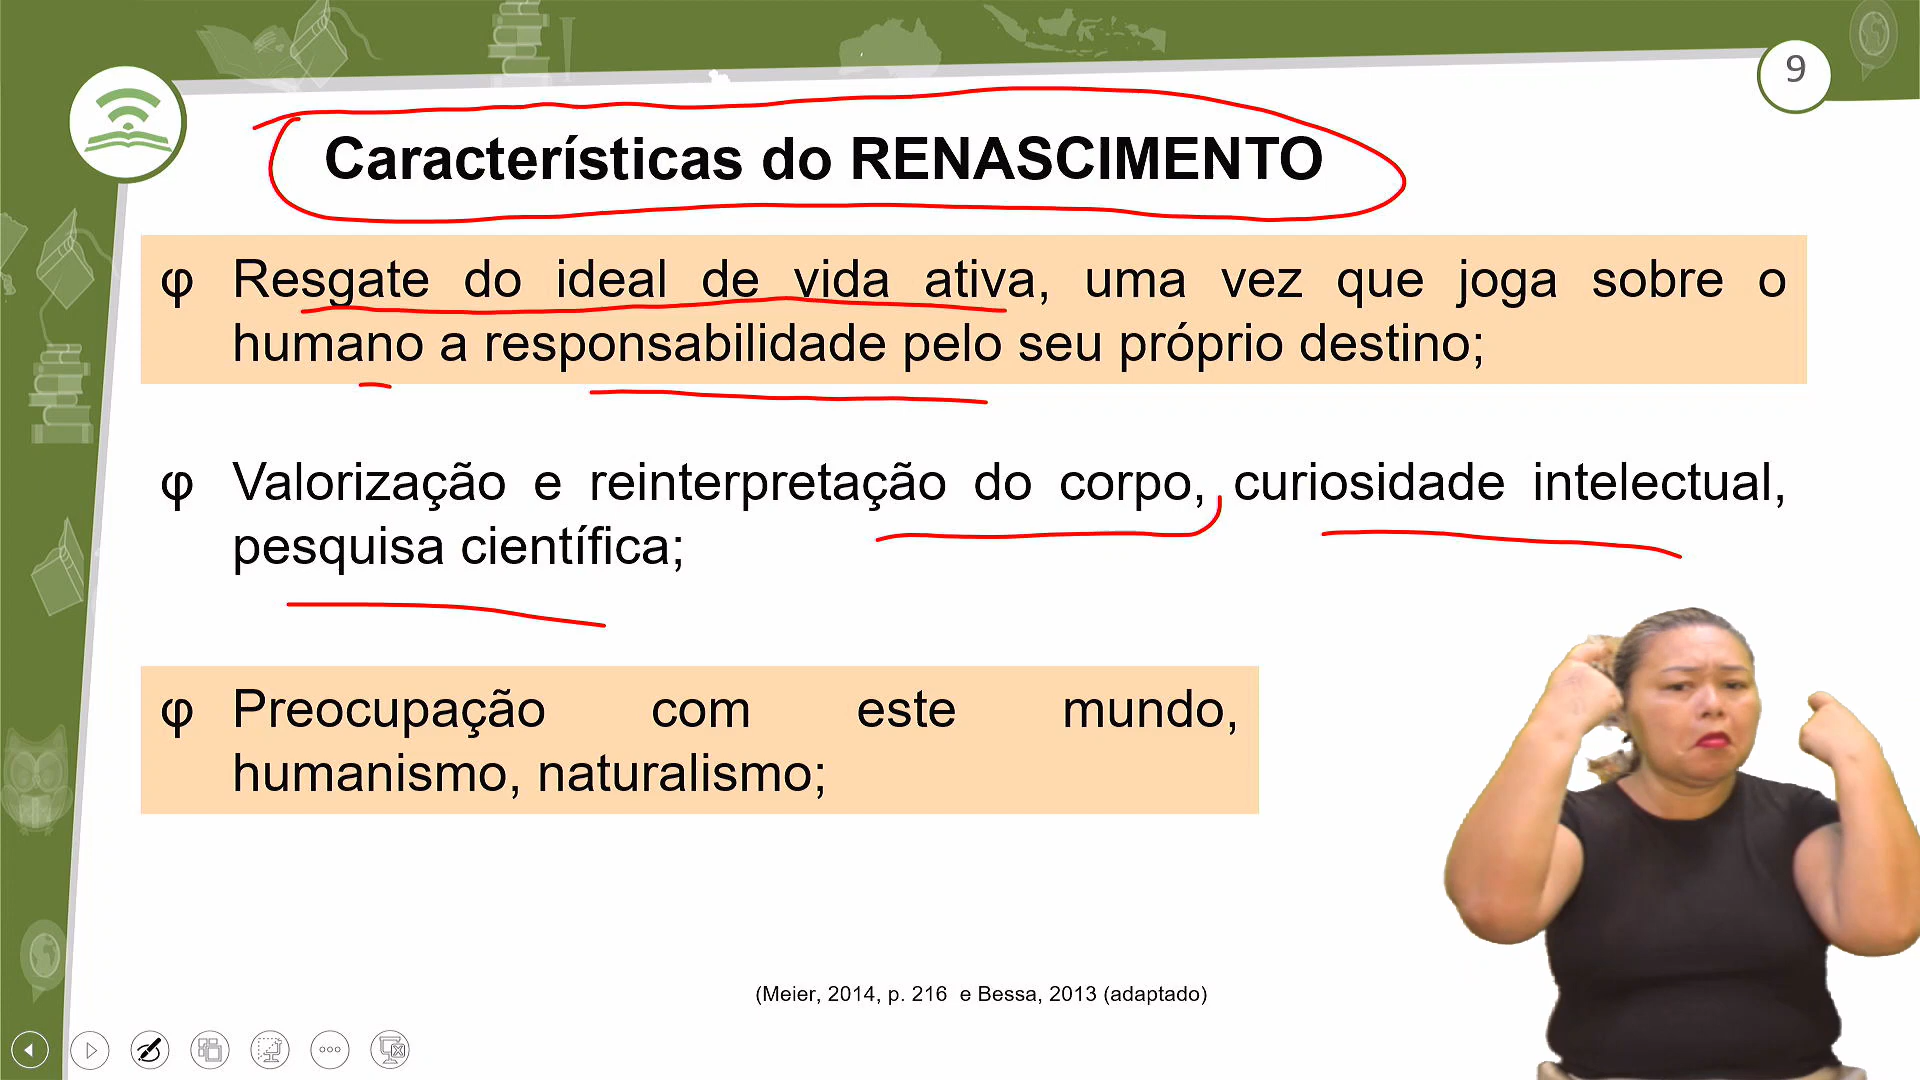 9
Características do RENASCIMENTO
φ Resgate do ideal de vida ativa, uma vez que joga sobre o
humano a responsabilidade pelo seu próprio destino;
φ Valorização e reinterpretação do corpo, curiosidade intelectual,
pesquisa científica;
φ Preocupação com este mundo,
humanismo, naturalismo;
(Meier, 2014, p. 216 e Bessa, 2013 (adaptado)